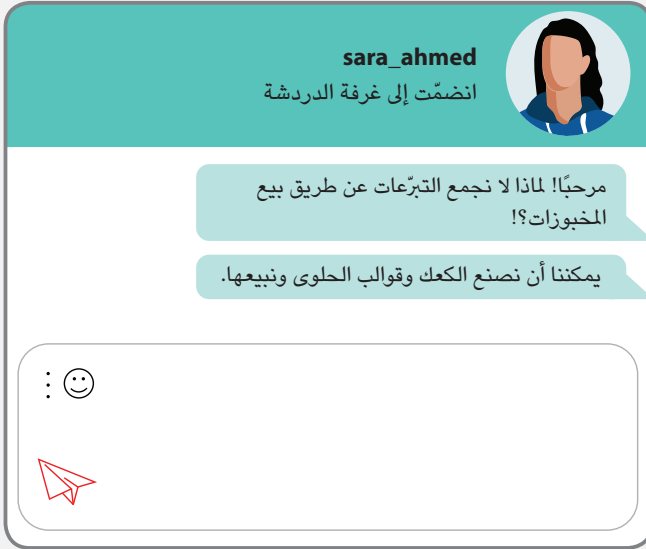 sara_ahmed
انضمّت إلى غرفة الدردشة
مرحبًا! لماذا لا نجمع التبرّعات عن طريق بيع
المخبوزات؟!
يمكننا أن نصنع الكعك وقوالب الحلوى ونبيعها.